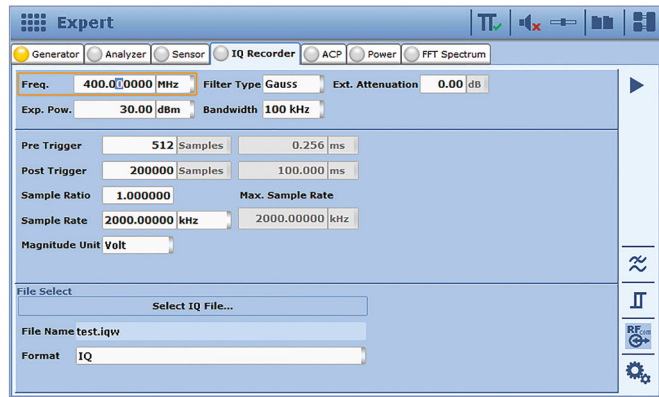 Expert
Generator Analyzer Sensor IQ Recorder ACP Power FFT Spectrum
Freq. 400.000000 MHz Filter Type Gauss Ext. Attenuation 0.00 dB
Exp. Pow. 30.00 dBm Bandwidth 100 kHz
Pre Trigger 512 Samples 0.256 ms
Post Trigger 200000 Samples 100.000 ms
Sample Ratio 1.000000 Max. Sample Rate
Sample Rate 2000.00000 kHz 2000.00000 kHz
Magnitude Unit Volt
File Select
Select IQ File...
File Name test.iqw
Format IQ
RFcom